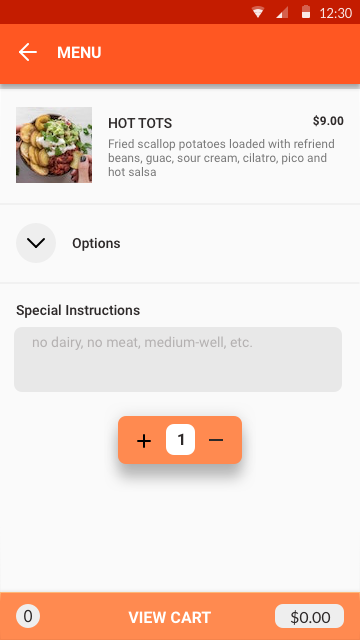 12:30
MENU
HOT TOTS
$9.00
Fried scallop potatoes loaded with refriend
beans, guac, sour cream, cilatro, pico and
hot salsa
Options
Special Instructions
no dairy, no meat, medium-well, etc.
+ 1 −
0 VIEW CART $0.00